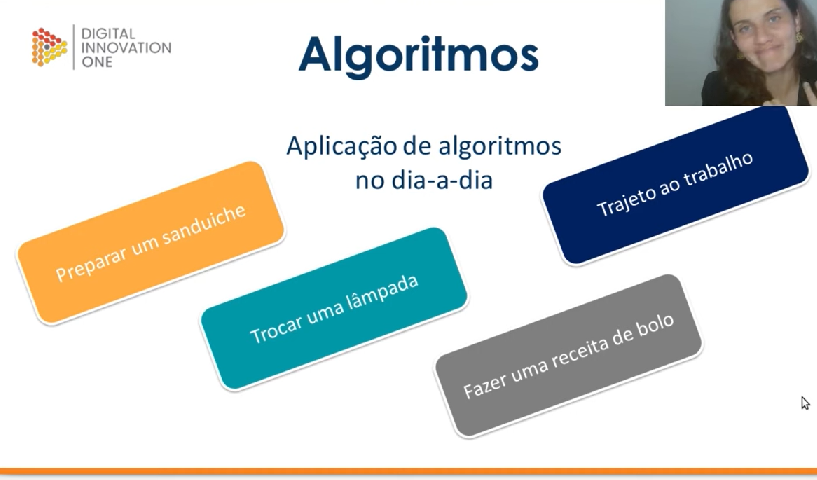 DIGITAL
INNOVATION
ONE
Algoritmos
Aplicação de algoritmos
no dia-a-dia
Preparar um sanduiche
Trocar uma lâmpada
Trajeto ao trabalho
Fazer uma receita de bolo